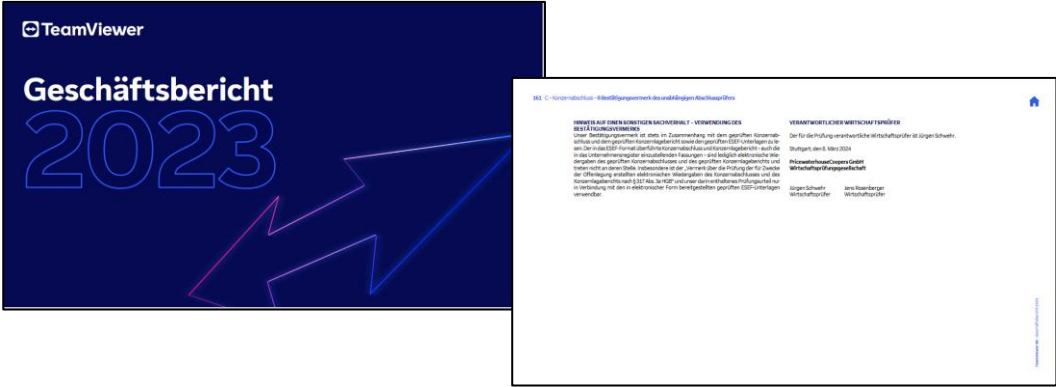 TeamViewer
Geschäftsbericht
2023
161 C - Konzernabschluss - 8 Bestätigungsvermerk des unabhängigen Abschlussprüfers
HINWEIS AUF EINEN SONSTIGEN SACHVERHALT – VERWENDUNG DES
BESTÄTIGUNGSVERMERKS
Unser Bestätigungsvermerk ist stets im Zusammenhang mit dem geprüften Konzernab-
schluss und dem geprüften Konzernlagebericht sowie den geprüften ESEF-Unterlagen zu le-
sen. Der in das ESEF-Format überführte Konzernabschluss und Konzernlagebericht – auch die
in das Unternehmensregister einzustellenden Fassungen – sind lediglich elektronische Wie-
dergaben des geprüften Konzernabschlusses und des geprüften Konzernlageberichts und
treten nicht an deren Stelle. Insbesondere ist der „Vermerk über die Prüfung der für Zwecke
der Offenlegung erstellten elektronischen Wiedergaben des Konzernabschlusses und des
Konzernlageberichts nach § 317 Abs. 3a HGB“ und unser darin enthaltenes Prüfungsurteil nur
in Verbindung mit den in elektronischer Form bereitgestellten geprüften ESEF-Unterlagen
verwendbar.
VERANTWORTLICHER WIRTSCHAFTSPRÜFER
Der für die Prüfung verantwortliche Wirtschaftsprüfer ist Jürgen Schwehr.
Stuttgart, den 8. März 2024
PricewaterhouseCoopers GmbH
Wirtschaftsprüfungsgesellschaft
Jürgen Schwehr Jens Rosenberger
Wirtschaftsprüfer Wirtschaftsprüfer